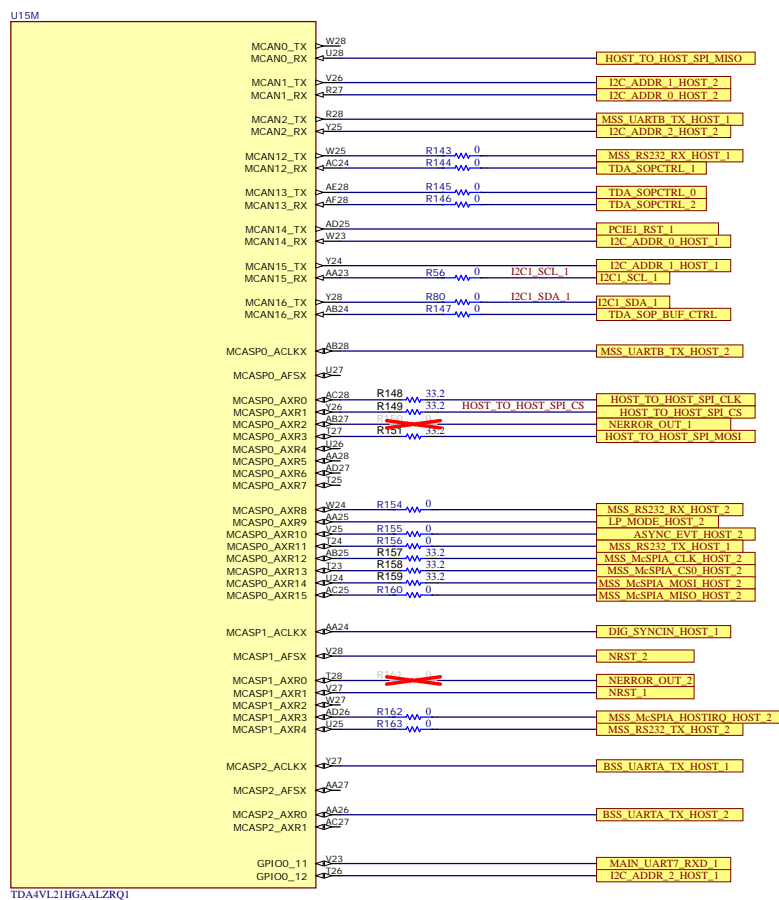 U15M
MCAN0_TX W28
MCAN0_RX U28 HOST_TO_HOST_SPI_MISO
MCAN1_TX V26 I2C_ADDR_1_HOST_2
MCAN1_RX R27 I2C_ADDR_0_HOST_2
MCAN2_TX R28 MSS_UARTB_TX_HOST_1
MCAN2_RX Y25 I2C_ADDR_2_HOST_2
MCAN12_TX W25 R143 0 MSS_RS232_RX_HOST_1
MCAN12_RX AC24 R144 0 TDA_SOPCTRL_1
MCAN13_TX AE28 R145 0 TDA_SOPCTRL_0
MCAN13_RX AF28 R146 0 TDA_SOPCTRL_2
MCAN14_TX AD25 PCIE1_RST_1
MCAN14_RX W23 I2C_ADDR_0_HOST_1
MCAN15_TX Y24 I2C_ADDR_1_HOST_1
MCAN15_RX AA23 R56 0 I2C1_SCL_1 I2C1_SCL_1
MCAN16_TX Y28 R80 0 I2C1_SDA_1 I2C1_SDA_1
MCAN16_RX AB24 R147 0 TDA_SOP_BUF_CTRL
MCASP0_ACLKX AB28 MSS_UARTB_TX_HOST_2
MCASP0_AFSX U27
MCASP0_AXR0 AC28 R148 33.2 HOST_TO_HOST_SPI_CLK
MCASP0_AXR1 Y26 R149 33.2 HOST_TO_HOST_SPI_CS HOST_TO_HOST_SPI_CS
MCASP0_AXR2 AB27 R150 0 NERROR_OUT_1
MCASP0_AXR3 T27 R151 33.2 HOST_TO_HOST_SPI_MOSI
MCASP0_AXR4 U26
MCASP0_AXR5 AA28
MCASP0_AXR6 AD27
MCASP0_AXR7 T25
MCASP0_AXR8 W24 R154 0 MSS_RS232_RX_HOST_2
MCASP0_AXR9 AA25 LP_MODE_HOST_2
MCASP0_AXR10 V25 R155 0 ASYNC_EVT_HOST_2
MCASP0_AXR11 T24 R156 0 MSS_RS232_TX_HOST_1
MCASP0_AXR12 AB25 R157 33.2 MSS_McSPIA_CLK_HOST_2
MCASP0_AXR13 T23 R158 33.2 MSS_McSPIA_CS0_HOST_2
MCASP0_AXR14 U24 R159 33.2 MSS_McSPIA_MOSI_HOST_2
MCASP0_AXR15 AC25 R160 0 MSS_McSPIA_MISO_HOST_2
MCASP1_ACLKX AA24 DIG_SYNCIN_HOST_1
MCASP1_AFSX V28 NRST_2
MCASP1_AXR0 T28 R161 0 NERROR_OUT_2
MCASP1_AXR1 V27 NRST_1
MCASP1_AXR2 W27
MCASP1_AXR3 AD26 R162 0 MSS_McSPIA_HOSTIRQ_HOST_2
MCASP1_AXR4 U25 R163 0 MSS_RS232_TX_HOST_2
MCASP2_ACLKX Y27 BSS_UARTA_TX_HOST_1
MCASP2_AFSX AA27
MCASP2_AXR0 AA26 BSS_UARTA_TX_HOST_2
MCASP2_AXR1 AC27
GPIO0_11 V23 MAIN_UART7_RXD_1
GPIO0_12 T26 I2C_ADDR_2_HOST_1
TDA4VL21HGAALZRQ1